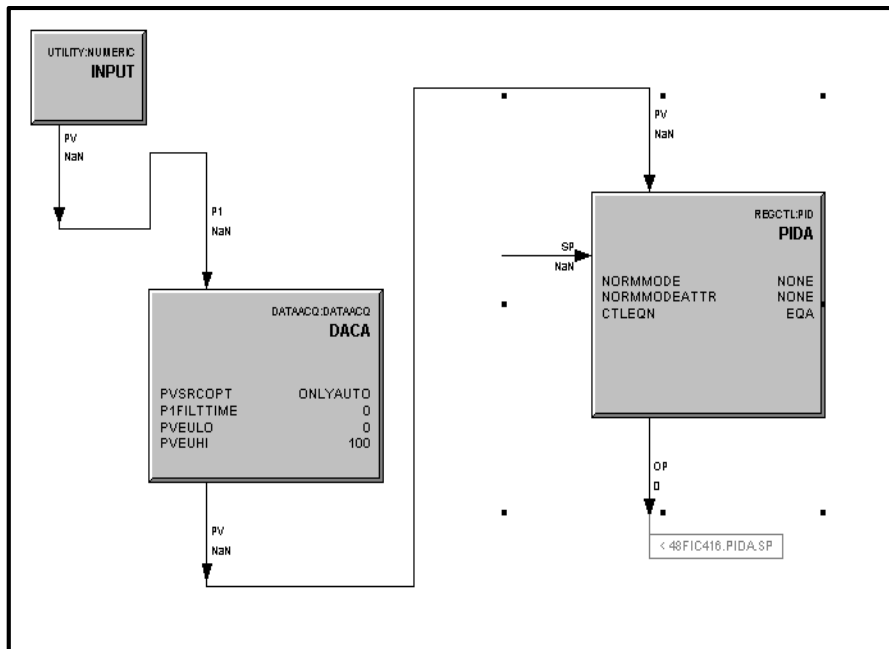 UTILITY:NUMERIC
INPUT
PV
NaN
P1
NaN
DATAACQ:DATAACQ
DACA
PVSRCOPT ONLYAUTO
P1FILTTIME 0
PVEULO 0
PVEUHI 100
PV
NaN
PV
NaN
SP
NaN
REGCTL:PID
PIDA
NORMMODE NONE
NORMMODEATTR NONE
CTLEQN EQA
OP
0
< 48FIC416.PIDA.SP